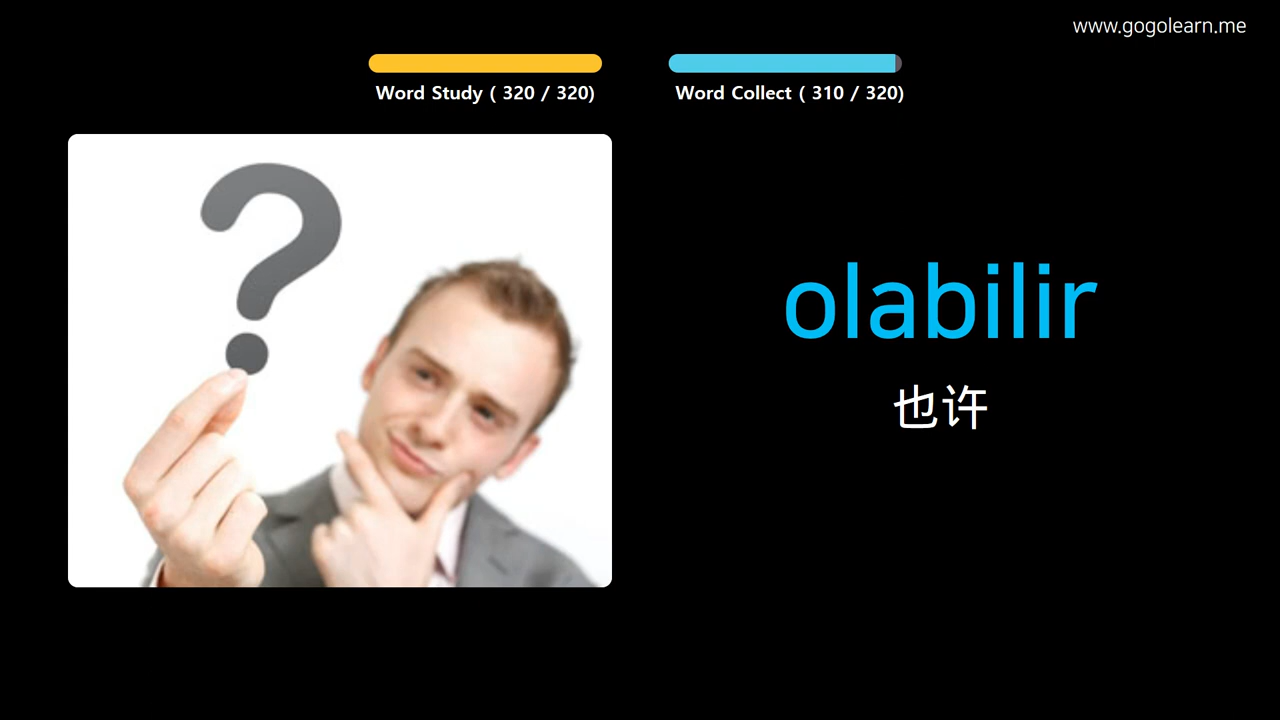 www.gogolearn.me
Word Study ( 320 / 320)
Word Collect ( 310 / 320)
?
olabilir
也许